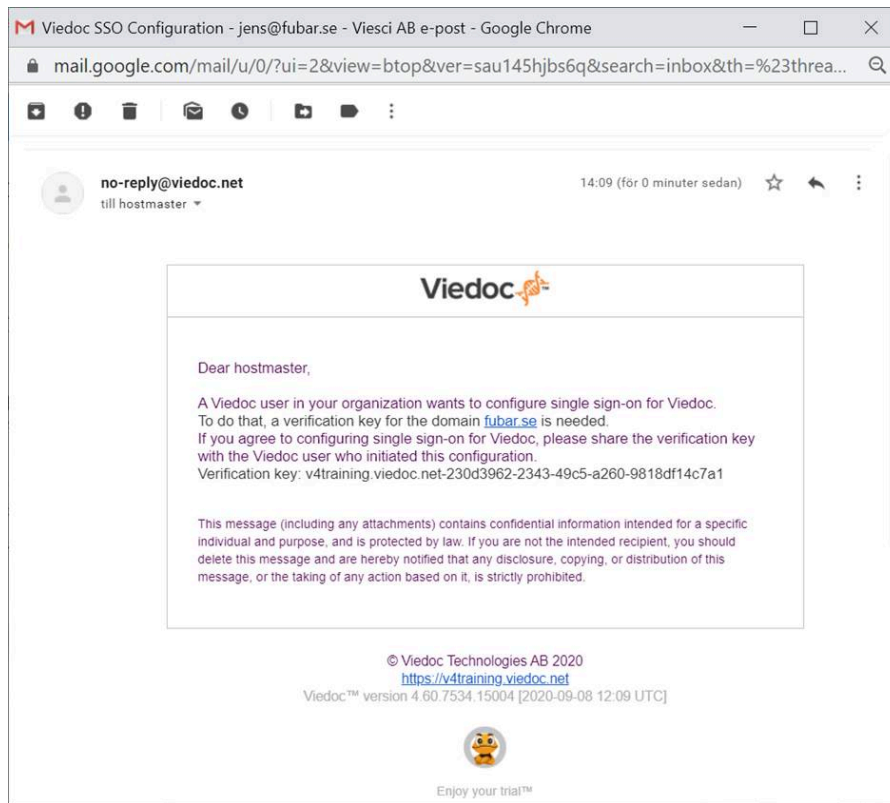 Viedoc SSO Configuration - jens@fubar.se - Viesci AB e-post - Google Chrome
mail.google.com/mail/u/0/?ui=2&view=btop&ver=sau145hjbs6q&search=inbox&th=%23threa...
no-reply@viedoc.net
14:09 (för 0 minuter sedan)
till hostmaster
Viedoc™
Dear hostmaster,
A Viedoc user in your organization wants to configure single sign-on for Viedoc.
To do that, a verification key for the domain fubar.se is needed.
If you agree to configuring single sign-on for Viedoc, please share the verification key
with the Viedoc user who initiated this configuration.
Verification key: v4training.viedoc.net-230d3962-2343-49c5-a260-9818df14c7a1
This message (including any attachments) contains confidential information intended for a specific
individual and purpose, and is protected by law. If you are not the intended recipient, you should
delete this message and are hereby notified that any disclosure, copying, or distribution of this
message, or the taking of any action based on it, is strictly prohibited.
© Viedoc Technologies AB 2020
https://v4training.viedoc.net
Viedoc™ version 4.60.7534.15004 [2020-09-08 12:09 UTC]
Enjoy your trial™